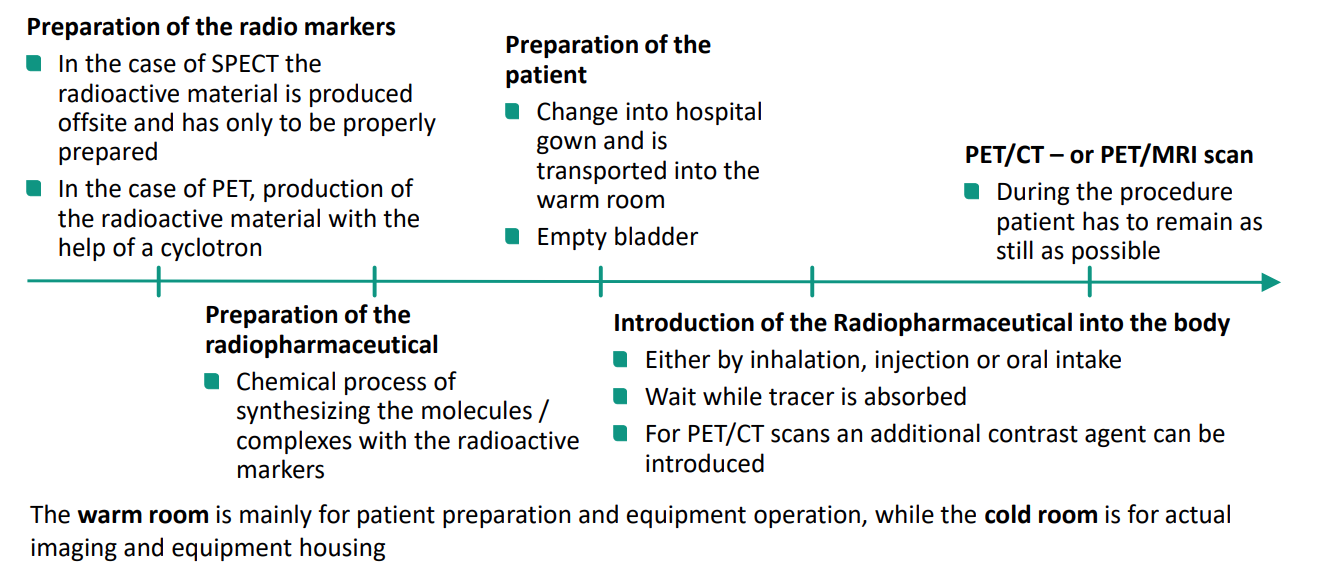 Preparation of the radio markers
In the case of SPECT the
radioactive material is produced
offsite and has only to be properly
prepared
In the case of PET, production of
the radioactive material with the
help of a cyclotron
Preparation of the
radiopharmaceutical
Chemical process of
synthesizing the molecules /
complexes with the radioactive
markers
Preparation of the
patient
Change into hospital
gown and is
transported into the
warm room
Empty bladder
Introduction of the Radiopharmaceutical into the body
Either by inhalation, injection or oral intake
Wait while tracer is absorbed
For PET/CT scans an additional contrast agent can be
introduced
PET/CT – or PET/MRI scan
During the procedure
patient has to remain as
still as possible
The warm room is mainly for patient preparation and equipment operation, while the cold room is for actual
imaging and equipment housing